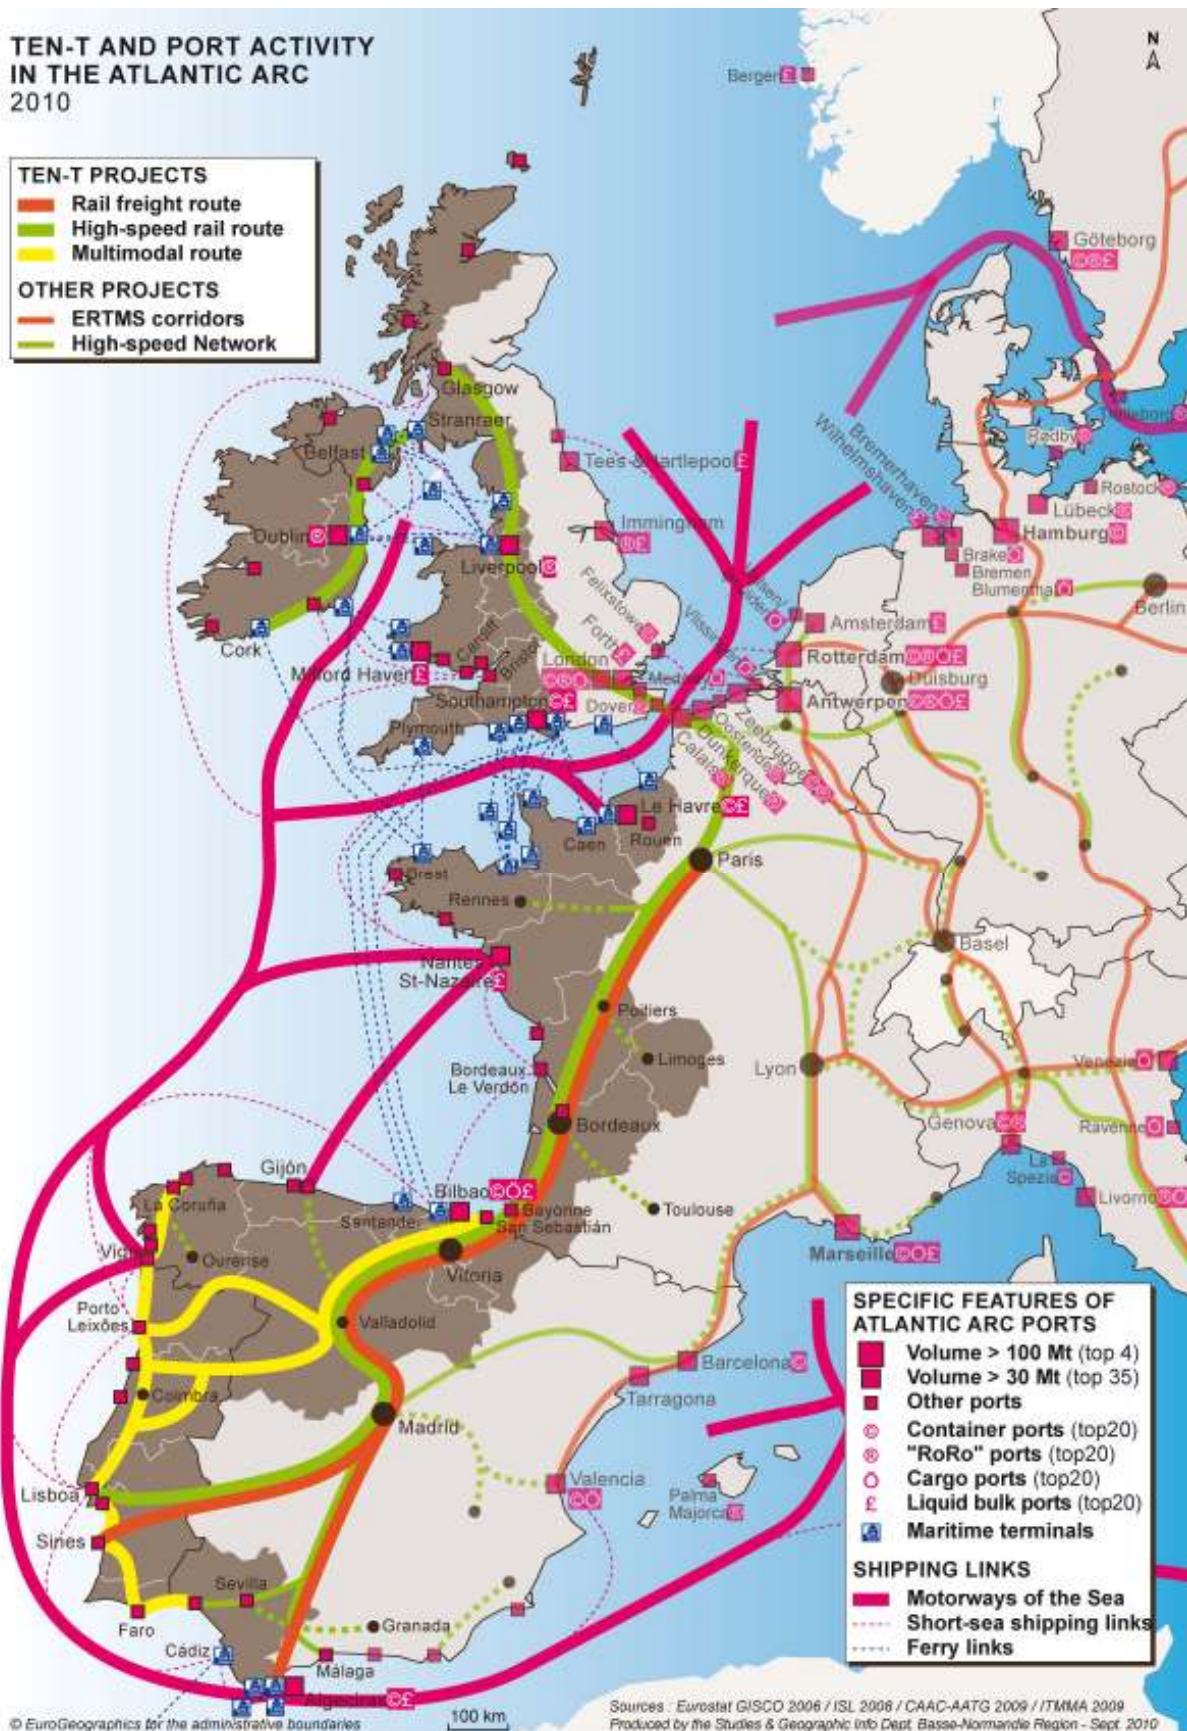 TEN-T AND PORT ACTIVITY
IN THE ATLANTIC ARC
2010
N
TEN-T PROJECTS
Rail freight route
High-speed rail route
Multimodal route
OTHER PROJECTS
ERTMS corridors
High-speed Network
Bergen £
Göteborg
©®£
Glasgow
Stranraer
Belfast
Tees & Hartlepool £
Wilhelmshaven
Bremerhaven
Rødby
Rostock
Lübeck
Hamburg ©
Immingham
®£
Dublin ®
Liverpool
Brake
Bremen
Blumenthal
Berlin
Felixstowe
Forth £
Vlissingen
Amsterdam £
Cork
Milford Haven £
Cardiff
Bristol
London
©®Ö
Medway
Rotterdam ©®Ö£
Duisburg
Southampton ©£
Dover
Antwerpen ©®Ö£
Plymouth
Zeebrugge
Oostende
Dunkerque
Calais
Le Havre ©£
Caen
Rouen
Paris
Brest
Rennes
Basel
Nantes
St-Nazaire £
Poitiers
Limoges
Lyon
Venezia
Bordeaux
Le Verdon
Bordeaux
Genova
Ravenne
La
Spezia
Livorno
Gijón
La Coruña
Bilbao ©Ö£
Santander
Bayonne
San Sebastián
Toulouse
Marseille ©Ö£
Vigo
Ourense
Vitoria
Porto
Leixões
Valladolid
Coimbra
Barcelona ©
Tarragona
Madrid
Lisboa
Valencia
©Ö
Palma
Majorca
Sines
Sevilla
Granada
Faro
Cádiz
Málaga
Algeciras ©£
SPECIFIC FEATURES OF
ATLANTIC ARC PORTS
Volume > 100 Mt (top 4)
Volume > 30 Mt (top 35)
Other ports
© Container ports (top20)
® "RoRo" ports (top20)
Ö Cargo ports (top20)
£ Liquid bulk ports (top20)
Maritime terminals
SHIPPING LINKS
Motorways of the Sea
Short-sea shipping links
Ferry links
© EuroGeographics for the administrative boundaries
100 km
Sources : Eurostat GISCO 2006 / ISL 2008 / CAAC-AATG 2009 / ITMMA 2009
Produced by the Studies & Geographic Info Dept. Basse-Normandie Region - Sept. 2010